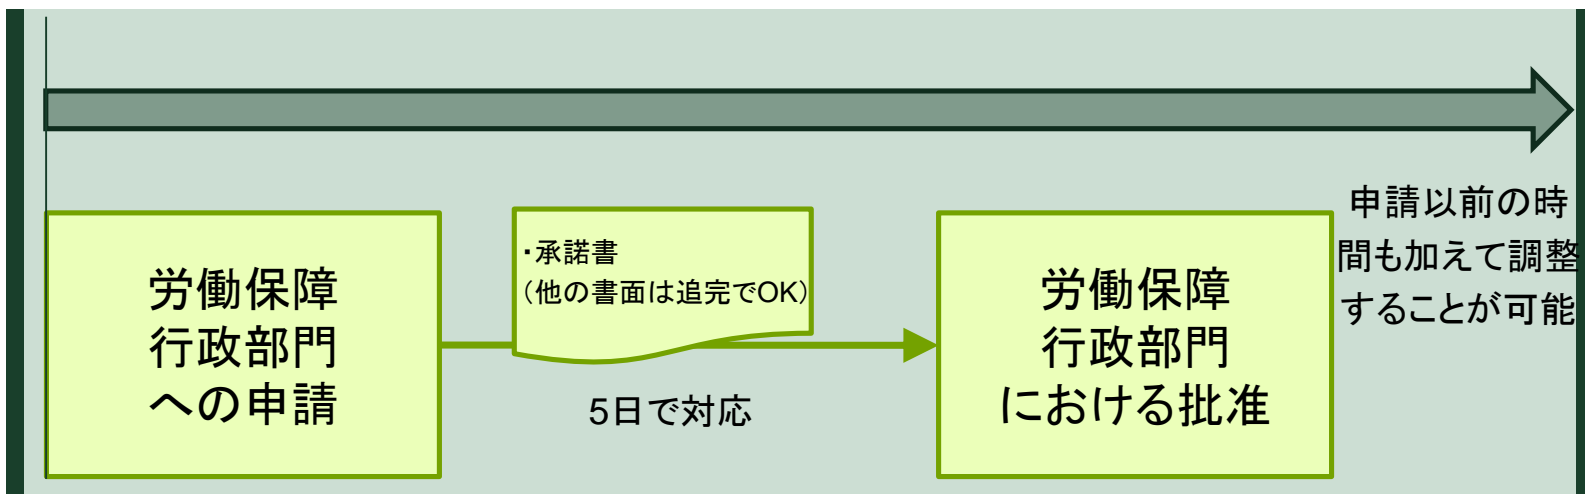 労働保障
行政部門
への申請
・承諾書
（他の書面は追完でOK）
5日で対応
労働保障
行政部門
における批准
申請以前の時
間も加えて調整
することが可能